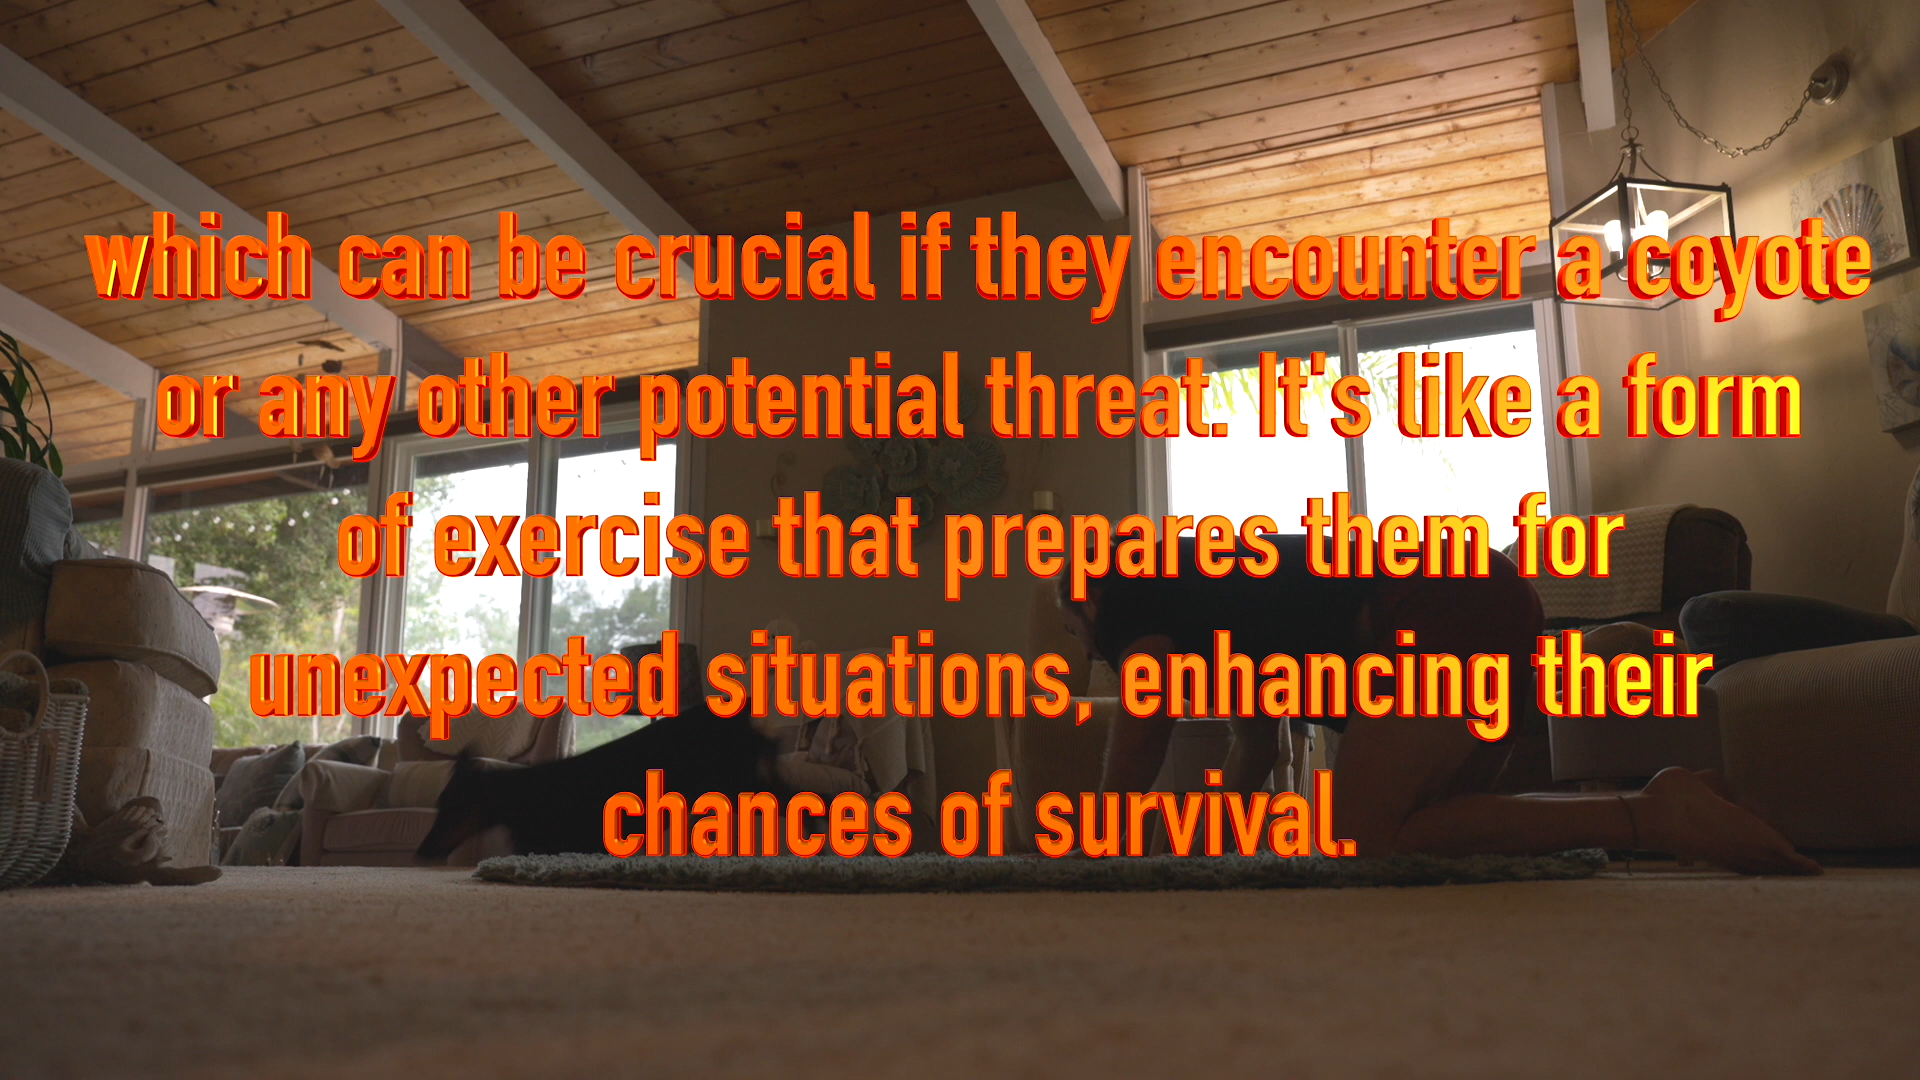 which can be crucial if they encounter a coyote
or any other potential threat. It's like a form
of exercise that prepares them for
unexpected situations, enhancing their
chances of survival.